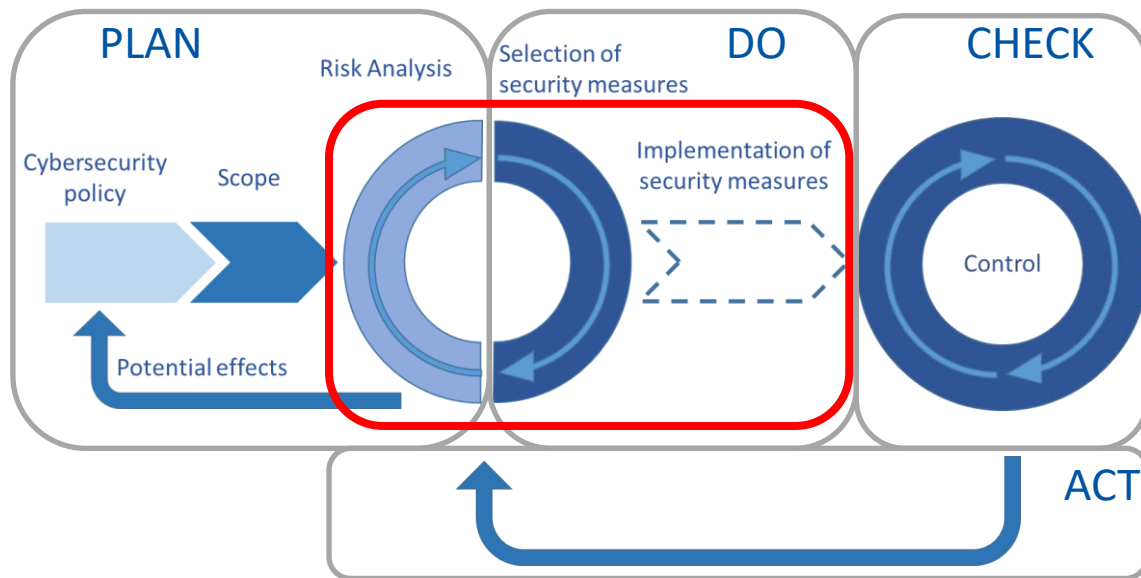 PLAN
DO
CHECK
Risk Analysis
Selection of
security measures
Cybersecurity
policy
Scope
Implementation of
security measures
Control
Potential effects
ACT